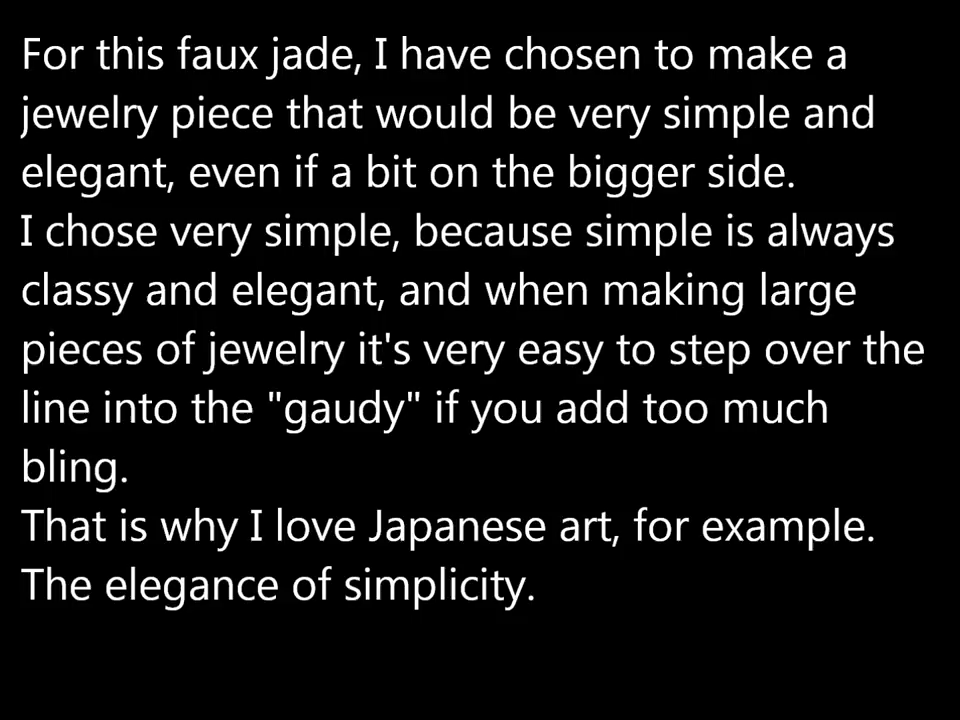 For this faux jade, I have chosen to make a
jewelry piece that would be very simple and
elegant, even if a bit on the bigger side.
I chose very simple, because simple is always
classy and elegant, and when making large
pieces of jewelry it's very easy to step over the
line into the "gaudy" if you add too much
bling.
That is why I love Japanese art, for example.
The elegance of simplicity.